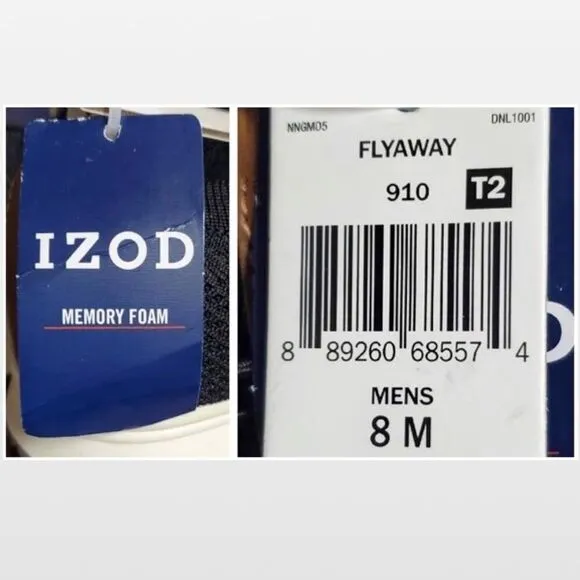 IZOD
MEMORY FOAM
NNGM05
DNL1001
FLYAWAY
910
T2
8 89260 68557 4
MENS
8 M